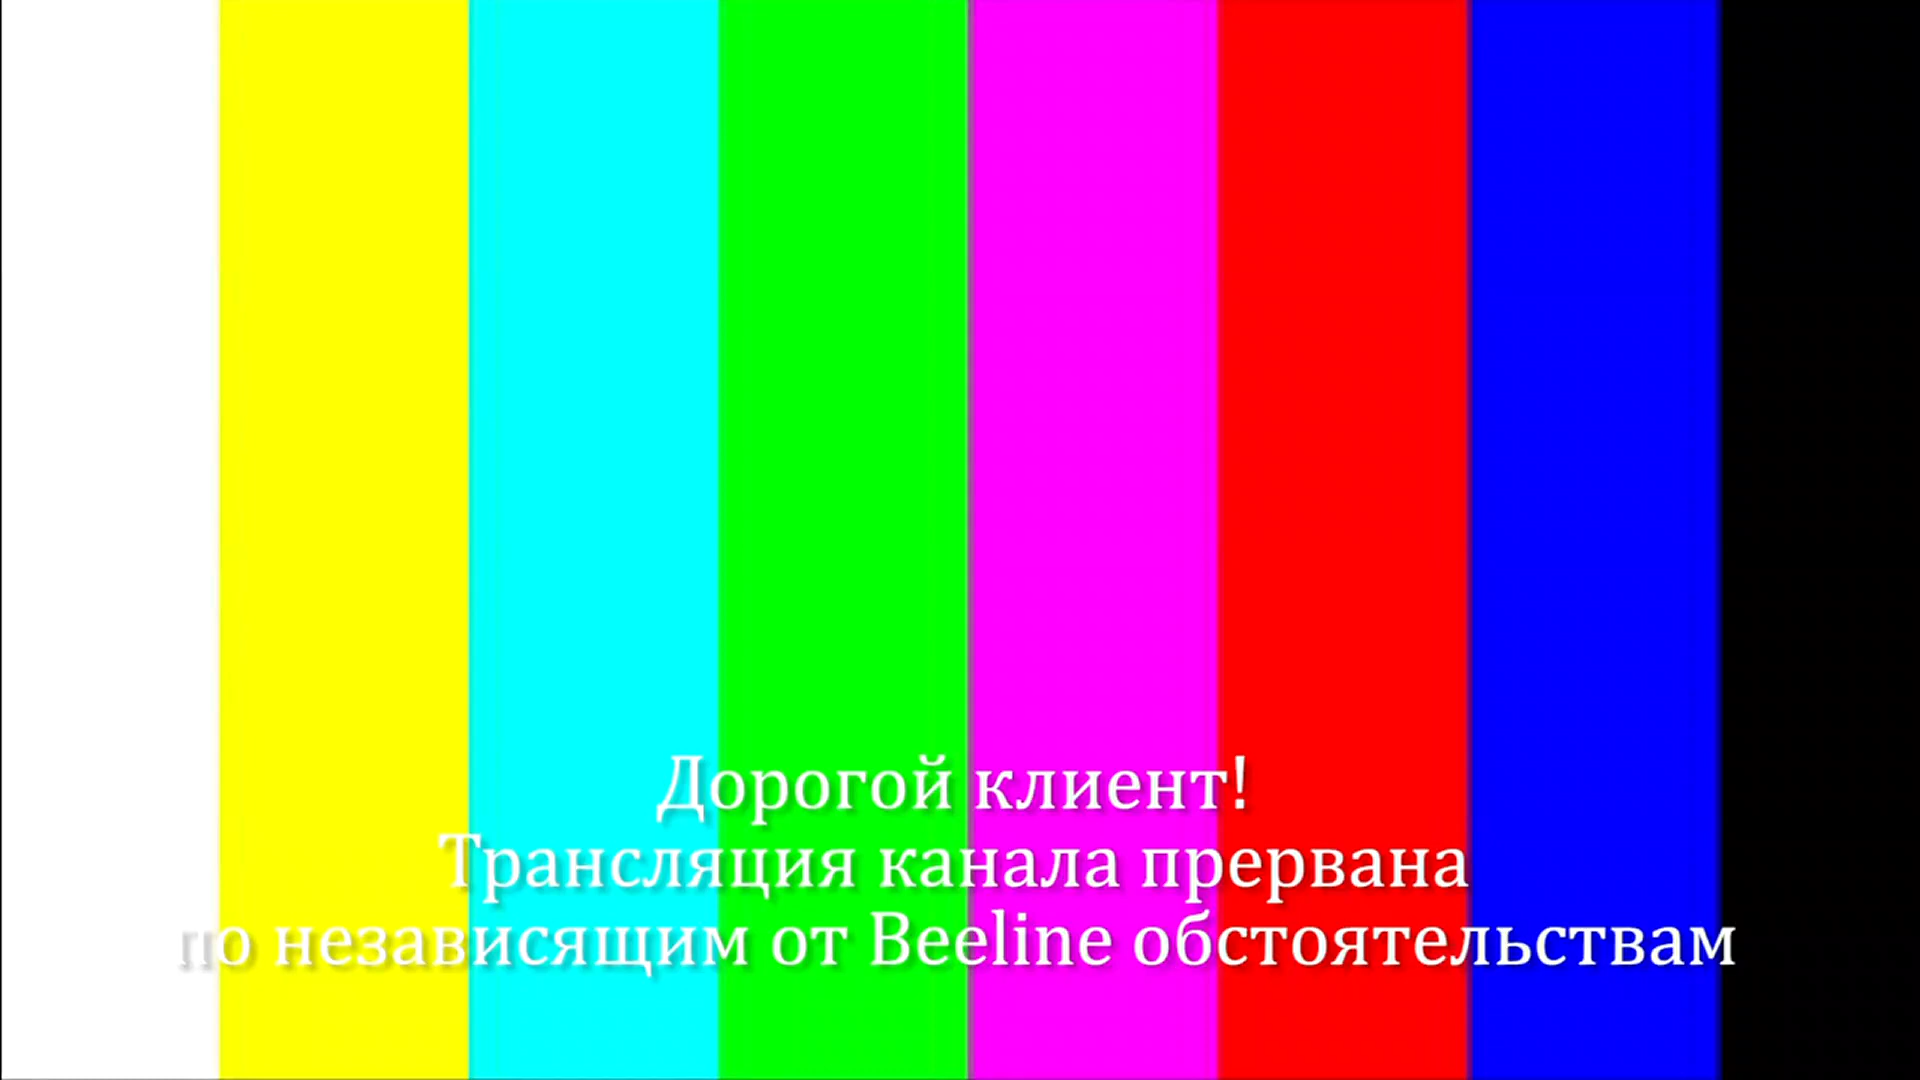 Дорогой клиент!
Трансляция канала прервана
по независящим от Beeline обстоятельствам